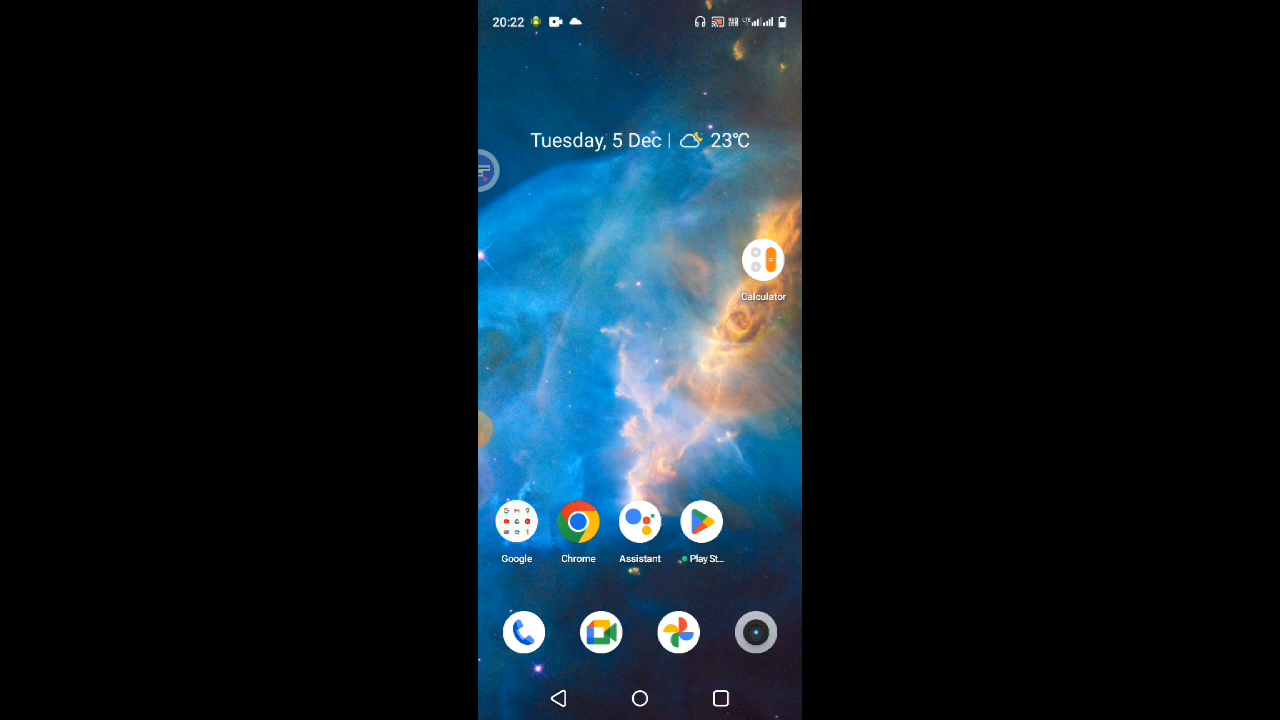 20:22
Tuesday, 5 Dec | 23°C
Calculator
Google
Chrome
Assistant
Play St...